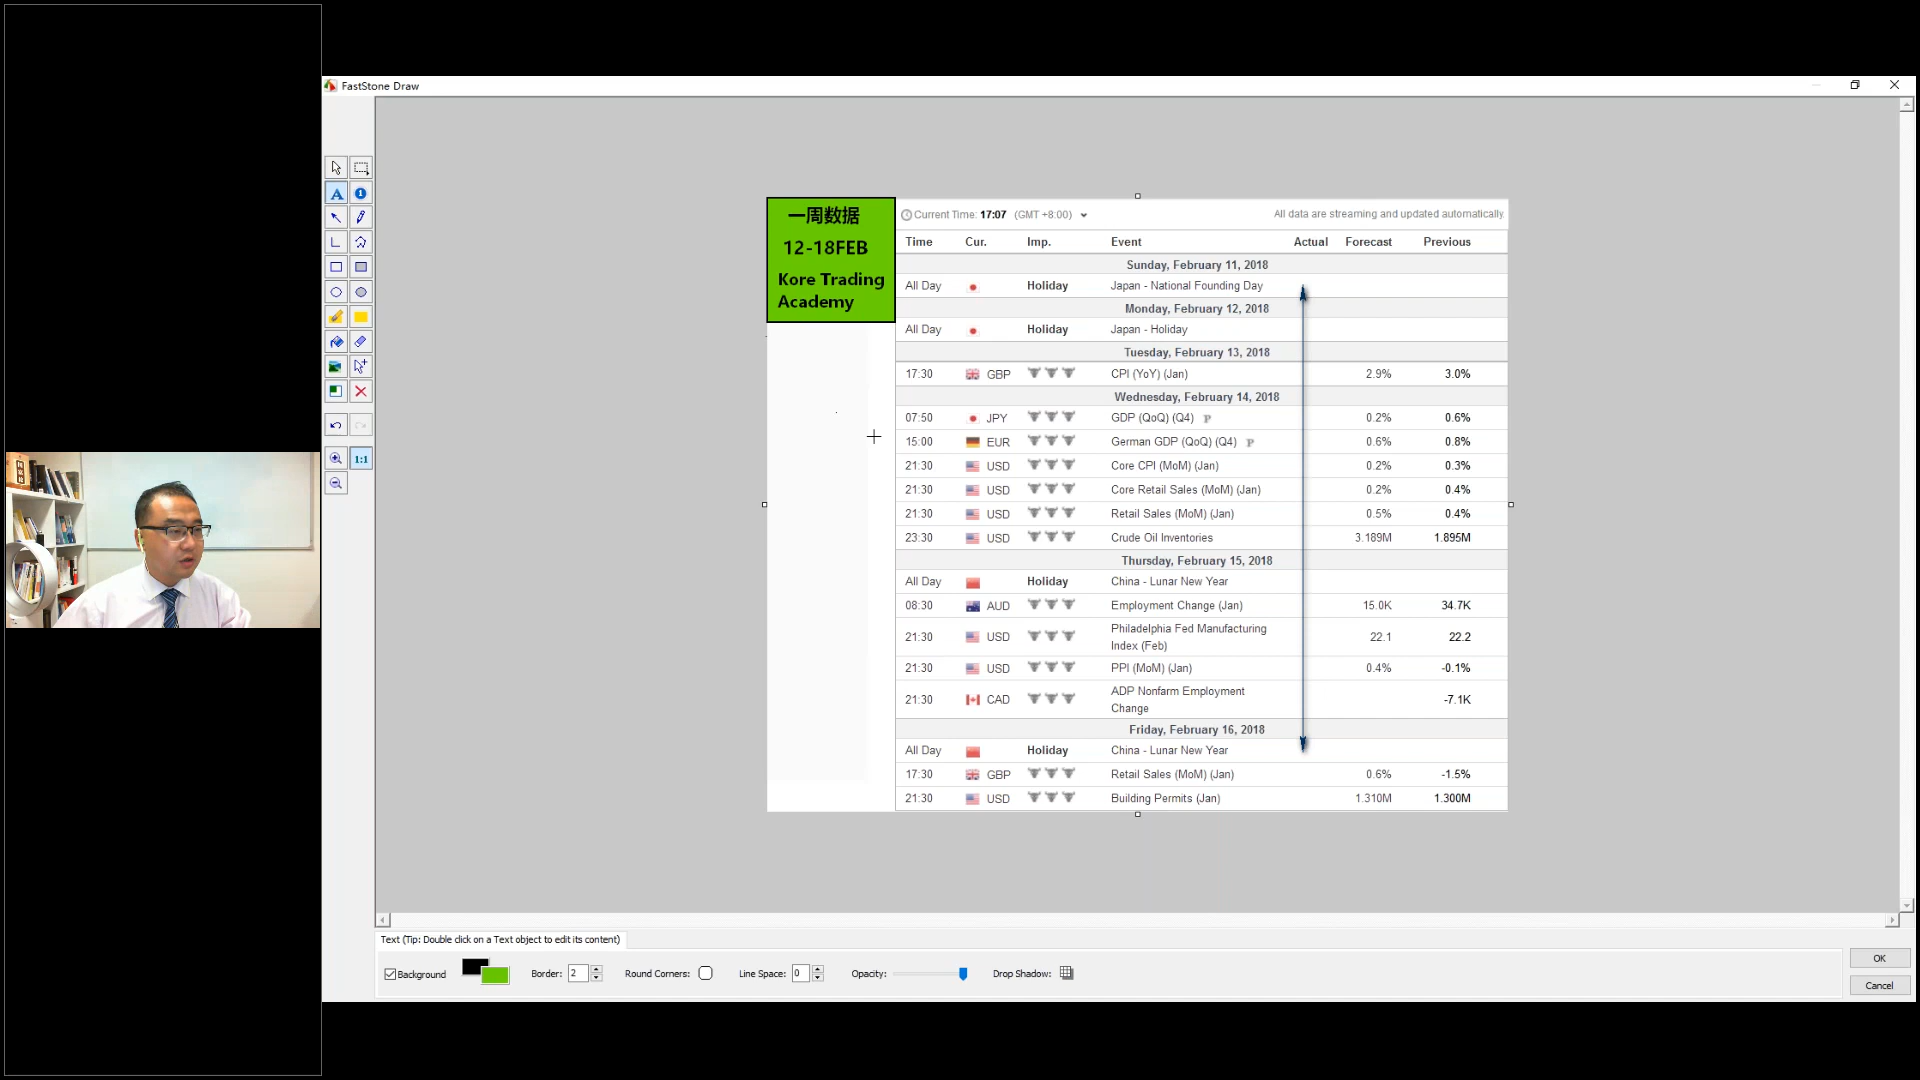 FastStone Draw
一周数据
12-18FEB
Kore Trading
Academy
Current Time: 17:07 (GMT +8:00)
All data are streaming and updated automatically.
Time Cur. Imp. Event Actual Forecast Previous
Sunday, February 11, 2018
All Day Holiday Japan - National Founding Day
Monday, February 12, 2018
All Day Holiday Japan - Holiday
Tuesday, February 13, 2018
17:30 GBP CPI (YoY) (Jan) 2.9% 3.0%
Wednesday, February 14, 2018
07:50 JPY GDP (QoQ) (Q4) P 0.2% 0.6%
15:00 EUR German GDP (QoQ) (Q4) P 0.6% 0.8%
21:30 USD Core CPI (MoM) (Jan) 0.2% 0.3%
21:30 USD Core Retail Sales (MoM) (Jan) 0.2% 0.4%
21:30 USD Retail Sales (MoM) (Jan) 0.5% 0.4%
23:30 USD Crude Oil Inventories 3.189M 1.895M
Thursday, February 15, 2018
All Day Holiday China - Lunar New Year
08:30 AUD Employment Change (Jan) 15.0K 34.7K
21:30 USD Philadelphia Fed Manufacturing 22.1 22.2
Index (Feb)
21:30 USD PPI (MoM) (Jan) 0.4% -0.1%
21:30 CAD ADP Nonfarm Employment -7.1K
Change
Friday, February 16, 2018
All Day Holiday China - Lunar New Year
17:30 GBP Retail Sales (MoM) (Jan) 0.6% -1.5%
21:30 USD Building Permits (Jan) 1.310M 1.300M
A 1
1:1
Text (Tip: Double click on a Text object to edit its content)
Background Border: 2 Round Corners: Line Space: 0 Opacity: Drop Shadow:
OK
Cancel